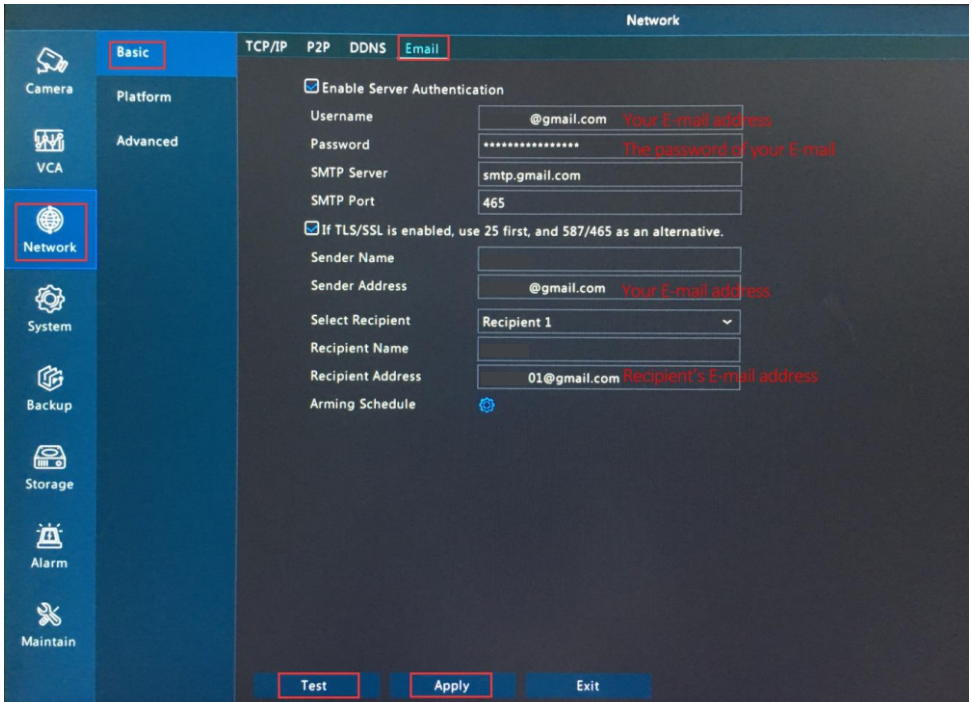 Network
Camera
VCA
Network
System
Backup
Storage
Alarm
Maintain
Basic
Platform
Advanced
TCP/IP P2P DDNS Email
Enable Server Authentication
Username @gmail.com Your E-mail address
Password **************** The password of your E-mail
SMTP Server smtp.gmail.com
SMTP Port 465
If TLS/SSL is enabled, use 25 first, and 587/465 as an alternative.
Sender Name
Sender Address @gmail.com Your E-mail address
Select Recipient Recipient 1
Recipient Name
Recipient Address 01@gmail.com Recipient's E-mail address
Arming Schedule
Test Apply Exit